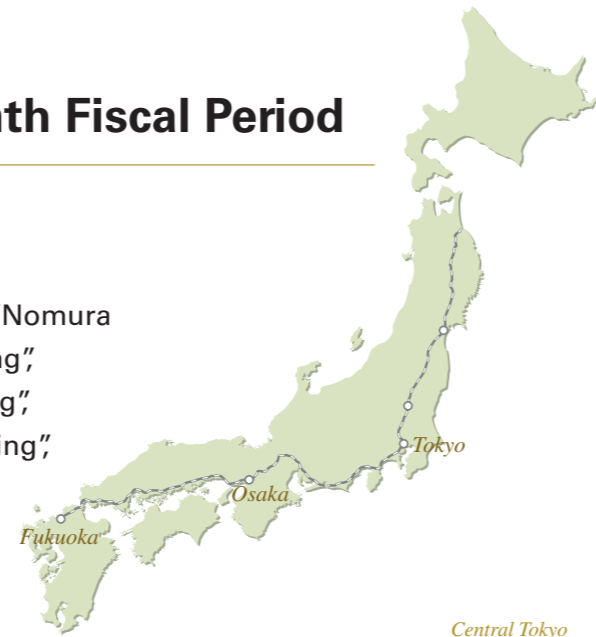 nth Fiscal Period
“Nomura
ng”,
g”,
ing”,
Tokyo
Osaka
Fukuoka
Central Tokyo